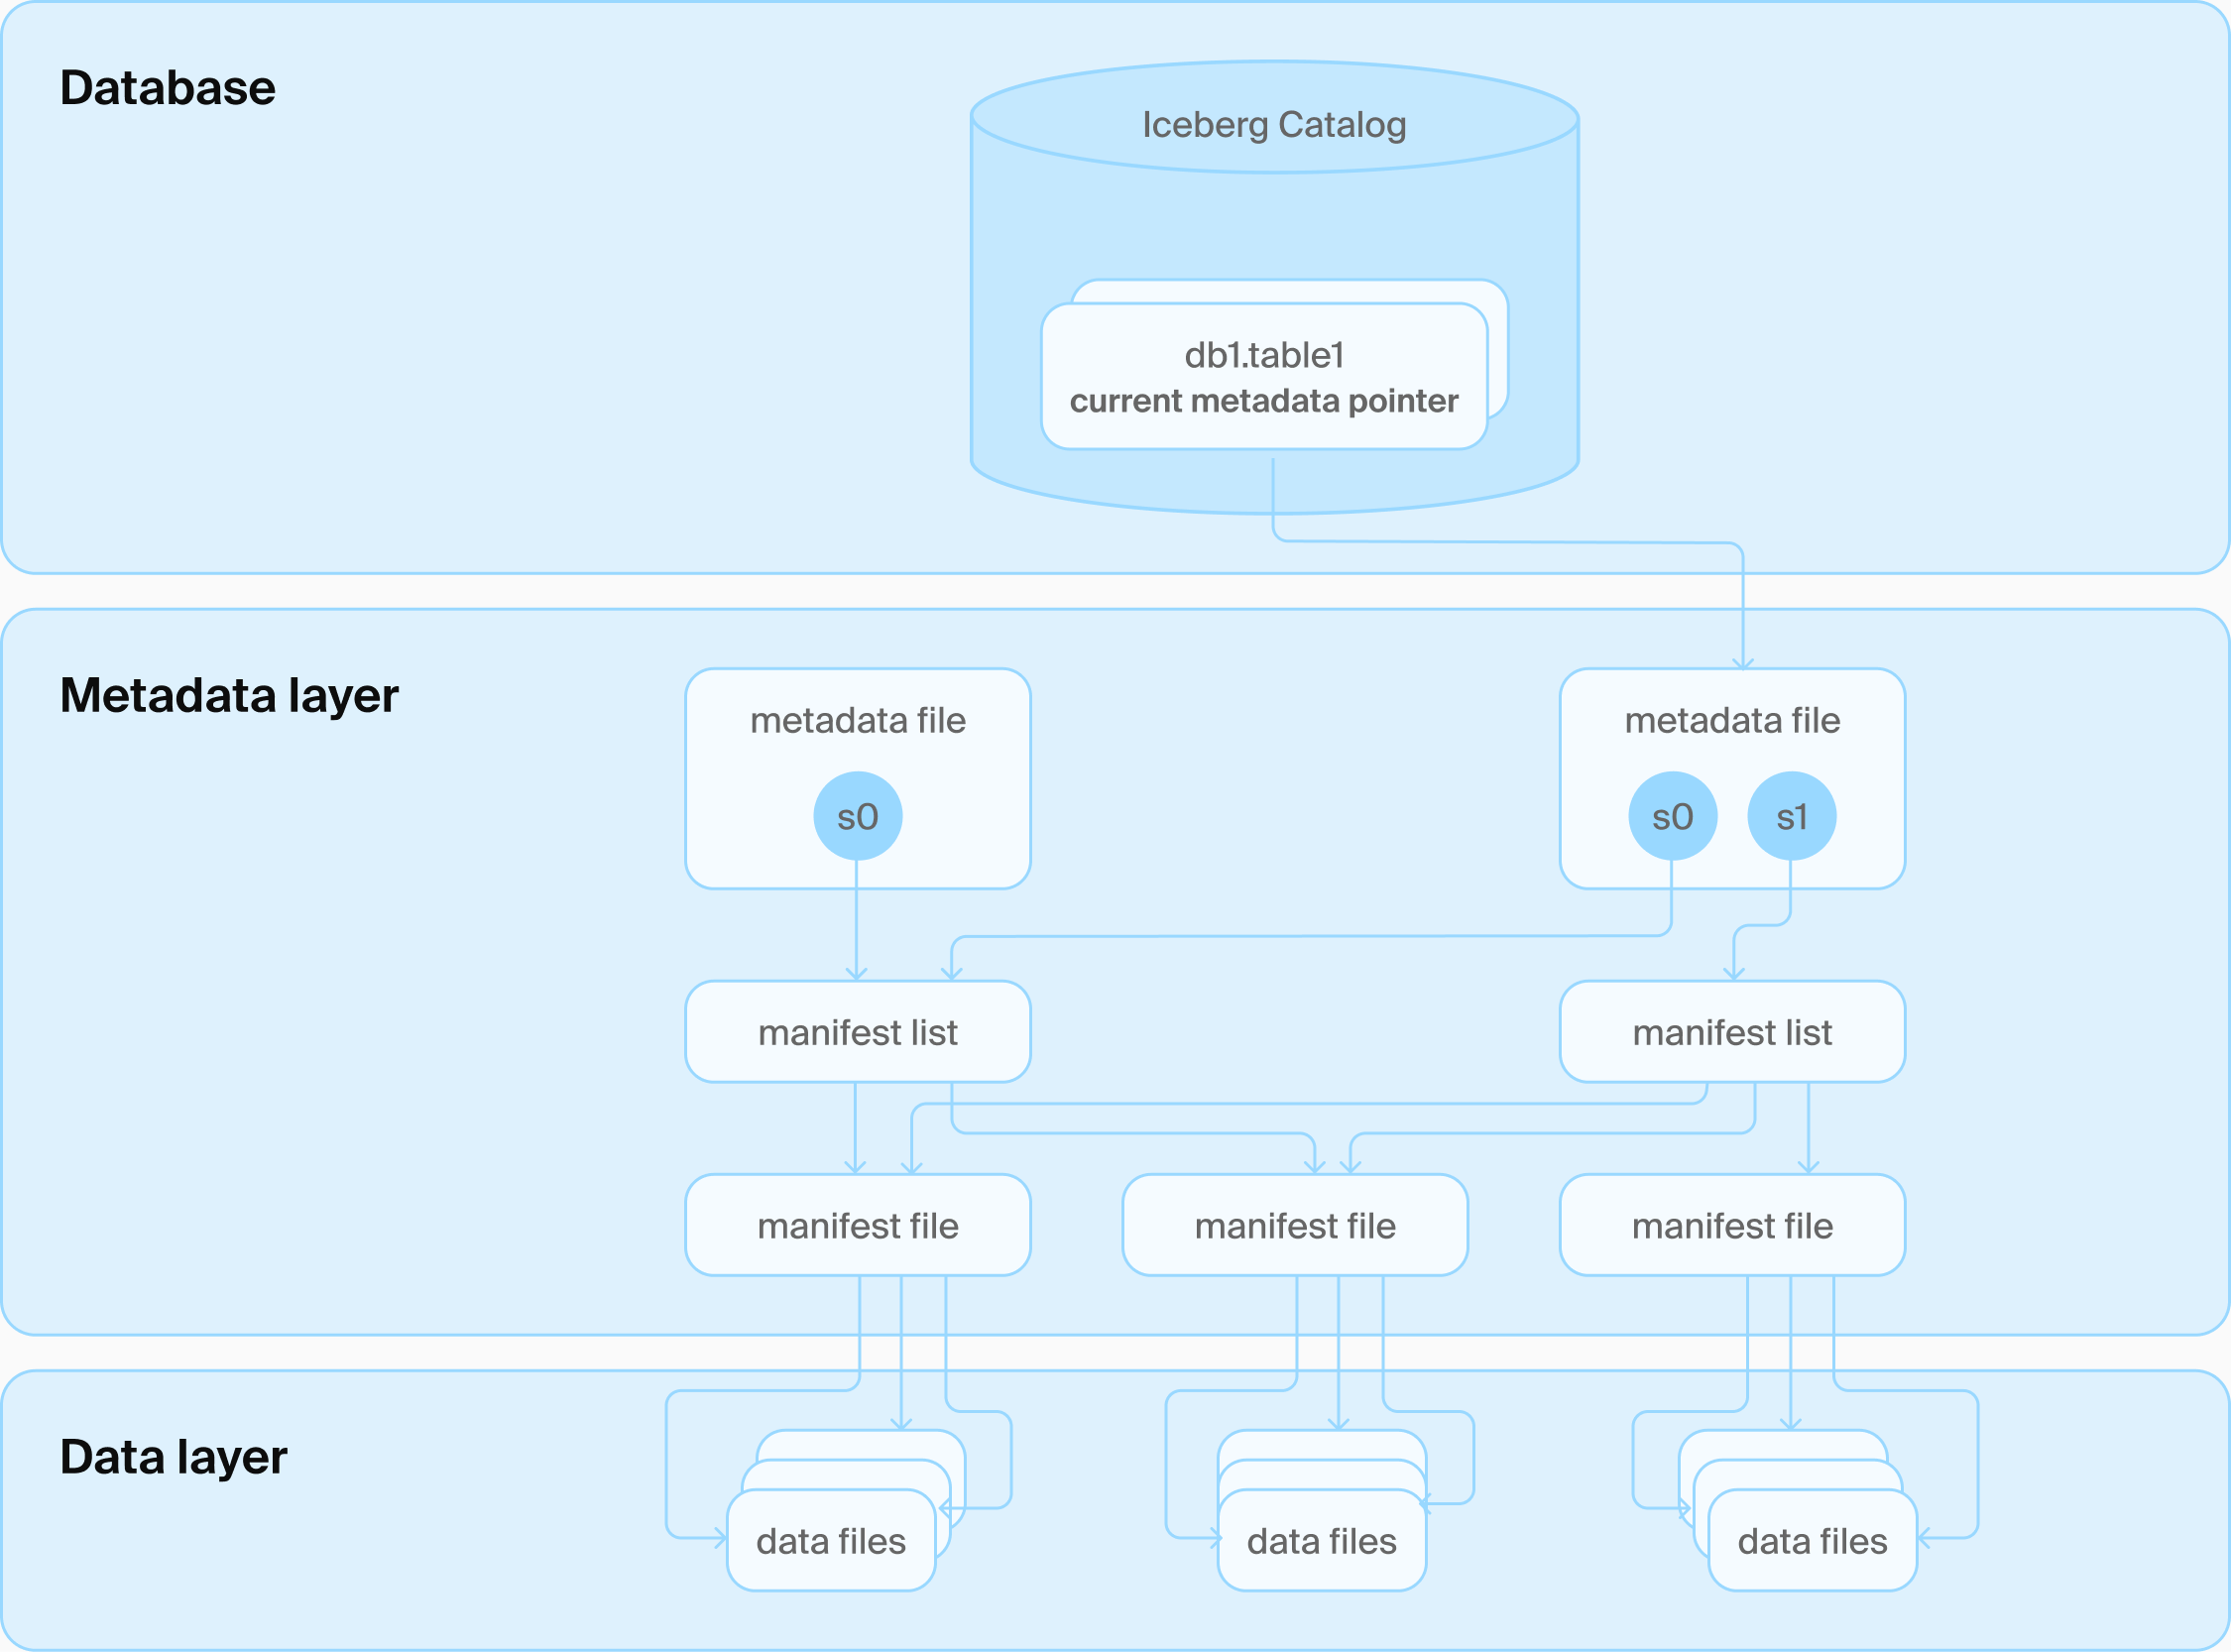 Database
Iceberg Catalog
db1.table1
current metadata pointer
Metadata layer
metadata file
metadata file
s0
s0
s1
manifest list
manifest list
manifest file
manifest file
manifest file
Data layer
data files
data files
data files